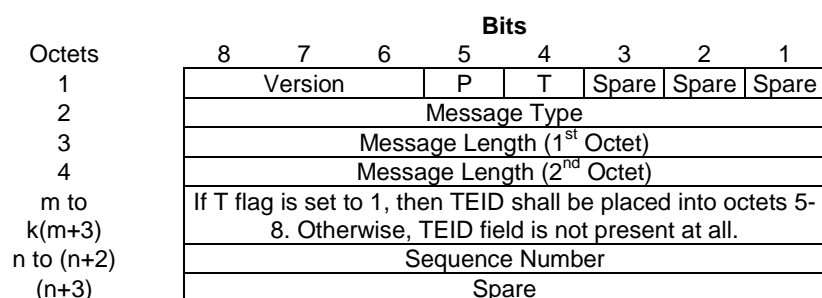 Bits
Octets 8 7 6 5 4 3 2 1
1 Version P T Spare Spare Spare
2 Message Type
3 Message Length (1st Octet)
4 Message Length (2nd Octet)
m to If T flag is set to 1, then TEID shall be placed into octets 5-
k(m+3) 8. Otherwise, TEID field is not present at all.
n to (n+2) Sequence Number
(n+3) Spare